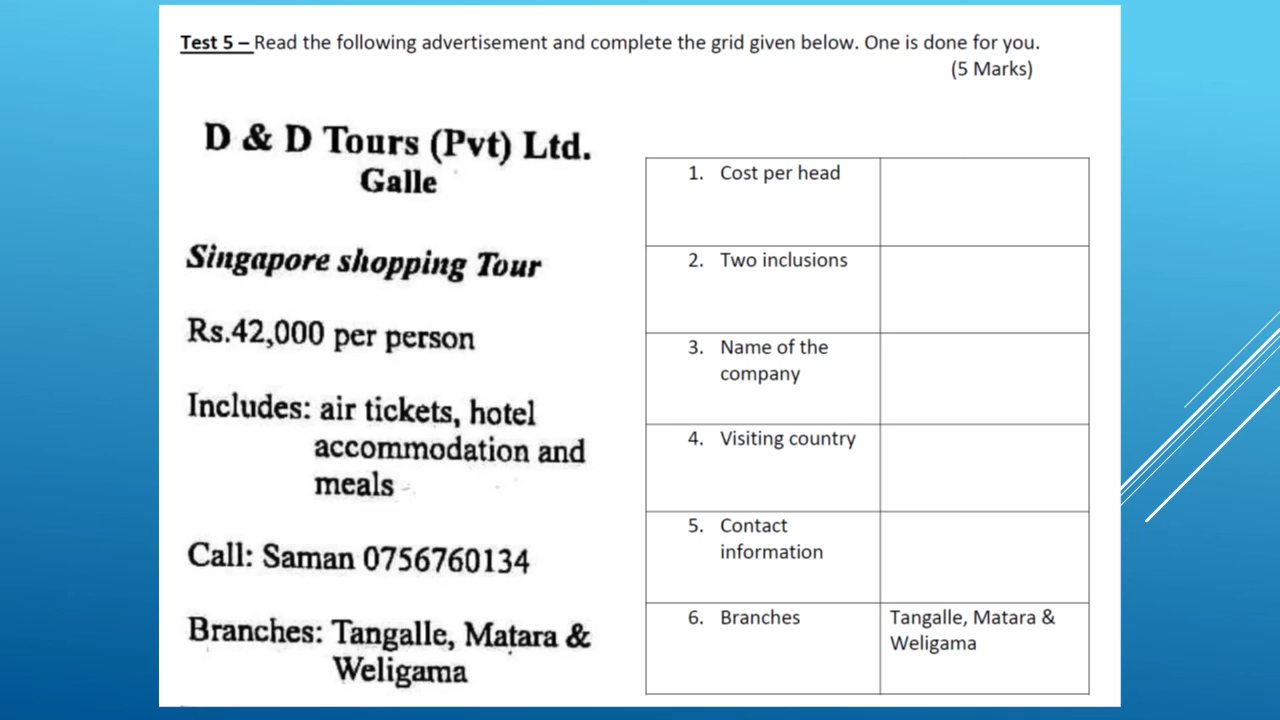 Test 5 – Read the following advertisement and complete the grid given below. One is done for you.
(5 Marks)
D & D Tours (Pvt) Ltd.
Galle
Singapore shopping Tour
Rs.42,000 per person
Includes: air tickets, hotel
accommodation and
meals
Call: Saman 0756760134
Branches: Tangalle, Matara &
Weligama
1. Cost per head
2. Two inclusions
3. Name of the
company
4. Visiting country
5. Contact
information
6. Branches
Tangalle, Matara &
Weligama